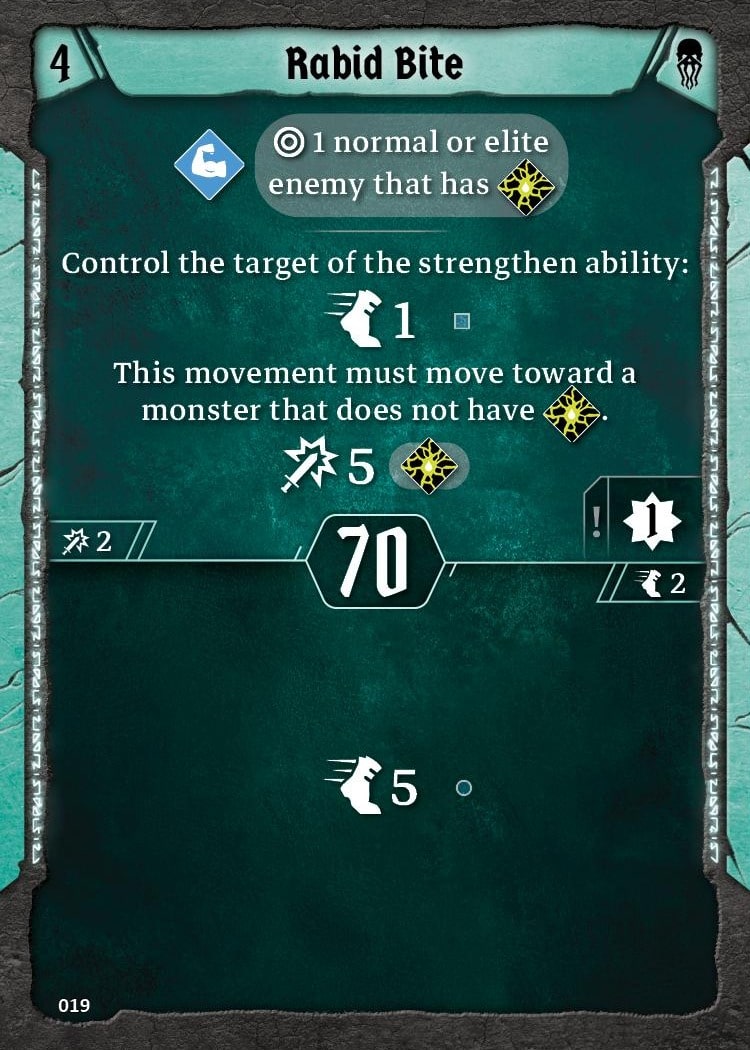 4
Rabid Bite
1 normal or elite
enemy that has
Control the target of the strengthen ability:
1
This movement must move toward a
monster that does not have .
5
2
70
! 1
2
5
019